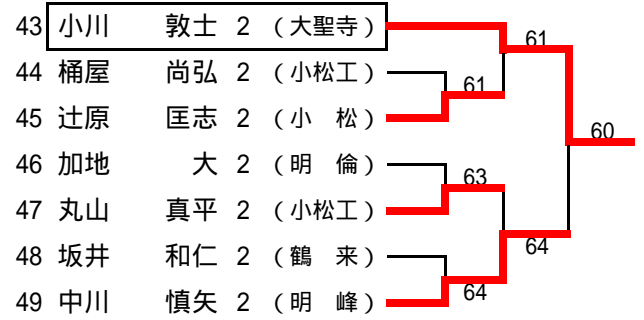 43 小川 敦士 2 (大聖寺)
61
44 桶屋 尚弘 2 (小松工)
61
45 辻原 匡志 2 (小 松)
60
46 加地 大 2 (明 倫)
63
47 丸山 真平 2 (小松工)
64
48 坂井 和仁 2 (鶴 来)
64
49 中川 慎矢 2 (明 峰)